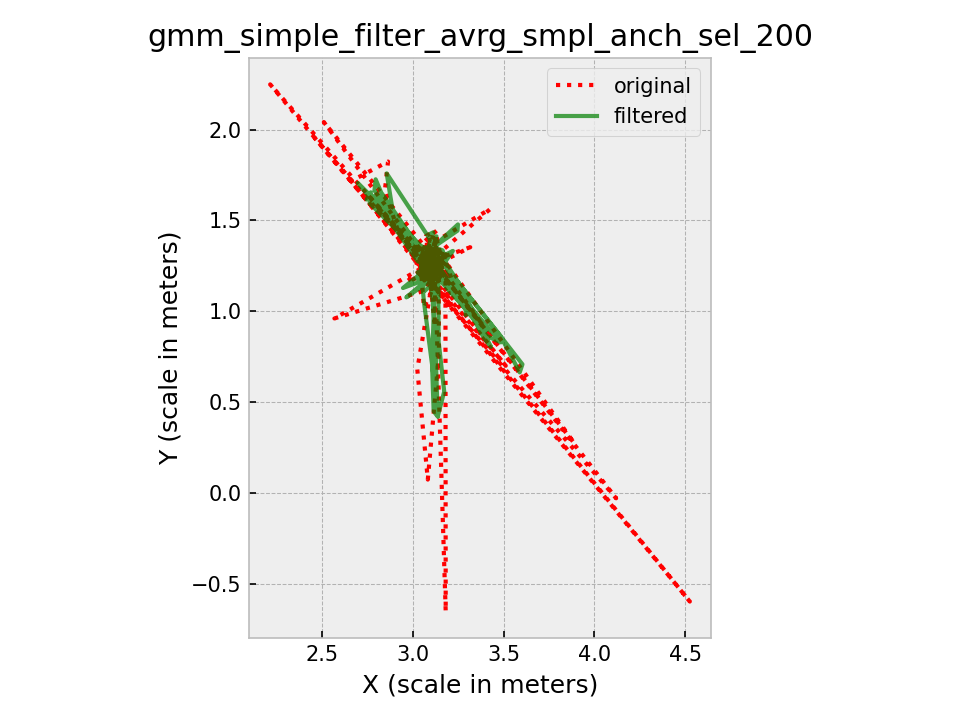 gmm_simple_filter_avrg_smpl_anch_sel_200
original
filtered
2.0
1.5
1.0
0.5
0.0
−0.5
Y (scale in meters)
2.5 3.0 3.5 4.0 4.5
X (scale in meters)